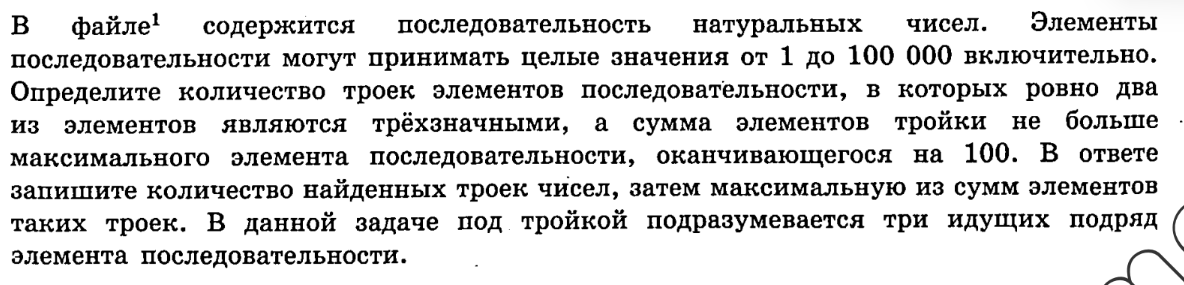 В файле¹ содержится последовательность натуральных чисел. Элементы
последовательности могут принимать целые значения от 1 до 100 000 включительно.
Определите количество троек элементов последовательности, в которых ровно два
из элементов являются трёхзначными, а сумма элементов тройки не больше
максимального элемента последовательности, оканчивающегося на 100. В ответе
запишите количество найденных троек чисел, затем максимальную из сумм элементов
таких троек. В данной задаче под тройкой подразумевается три идущих подряд
элемента последовательности.